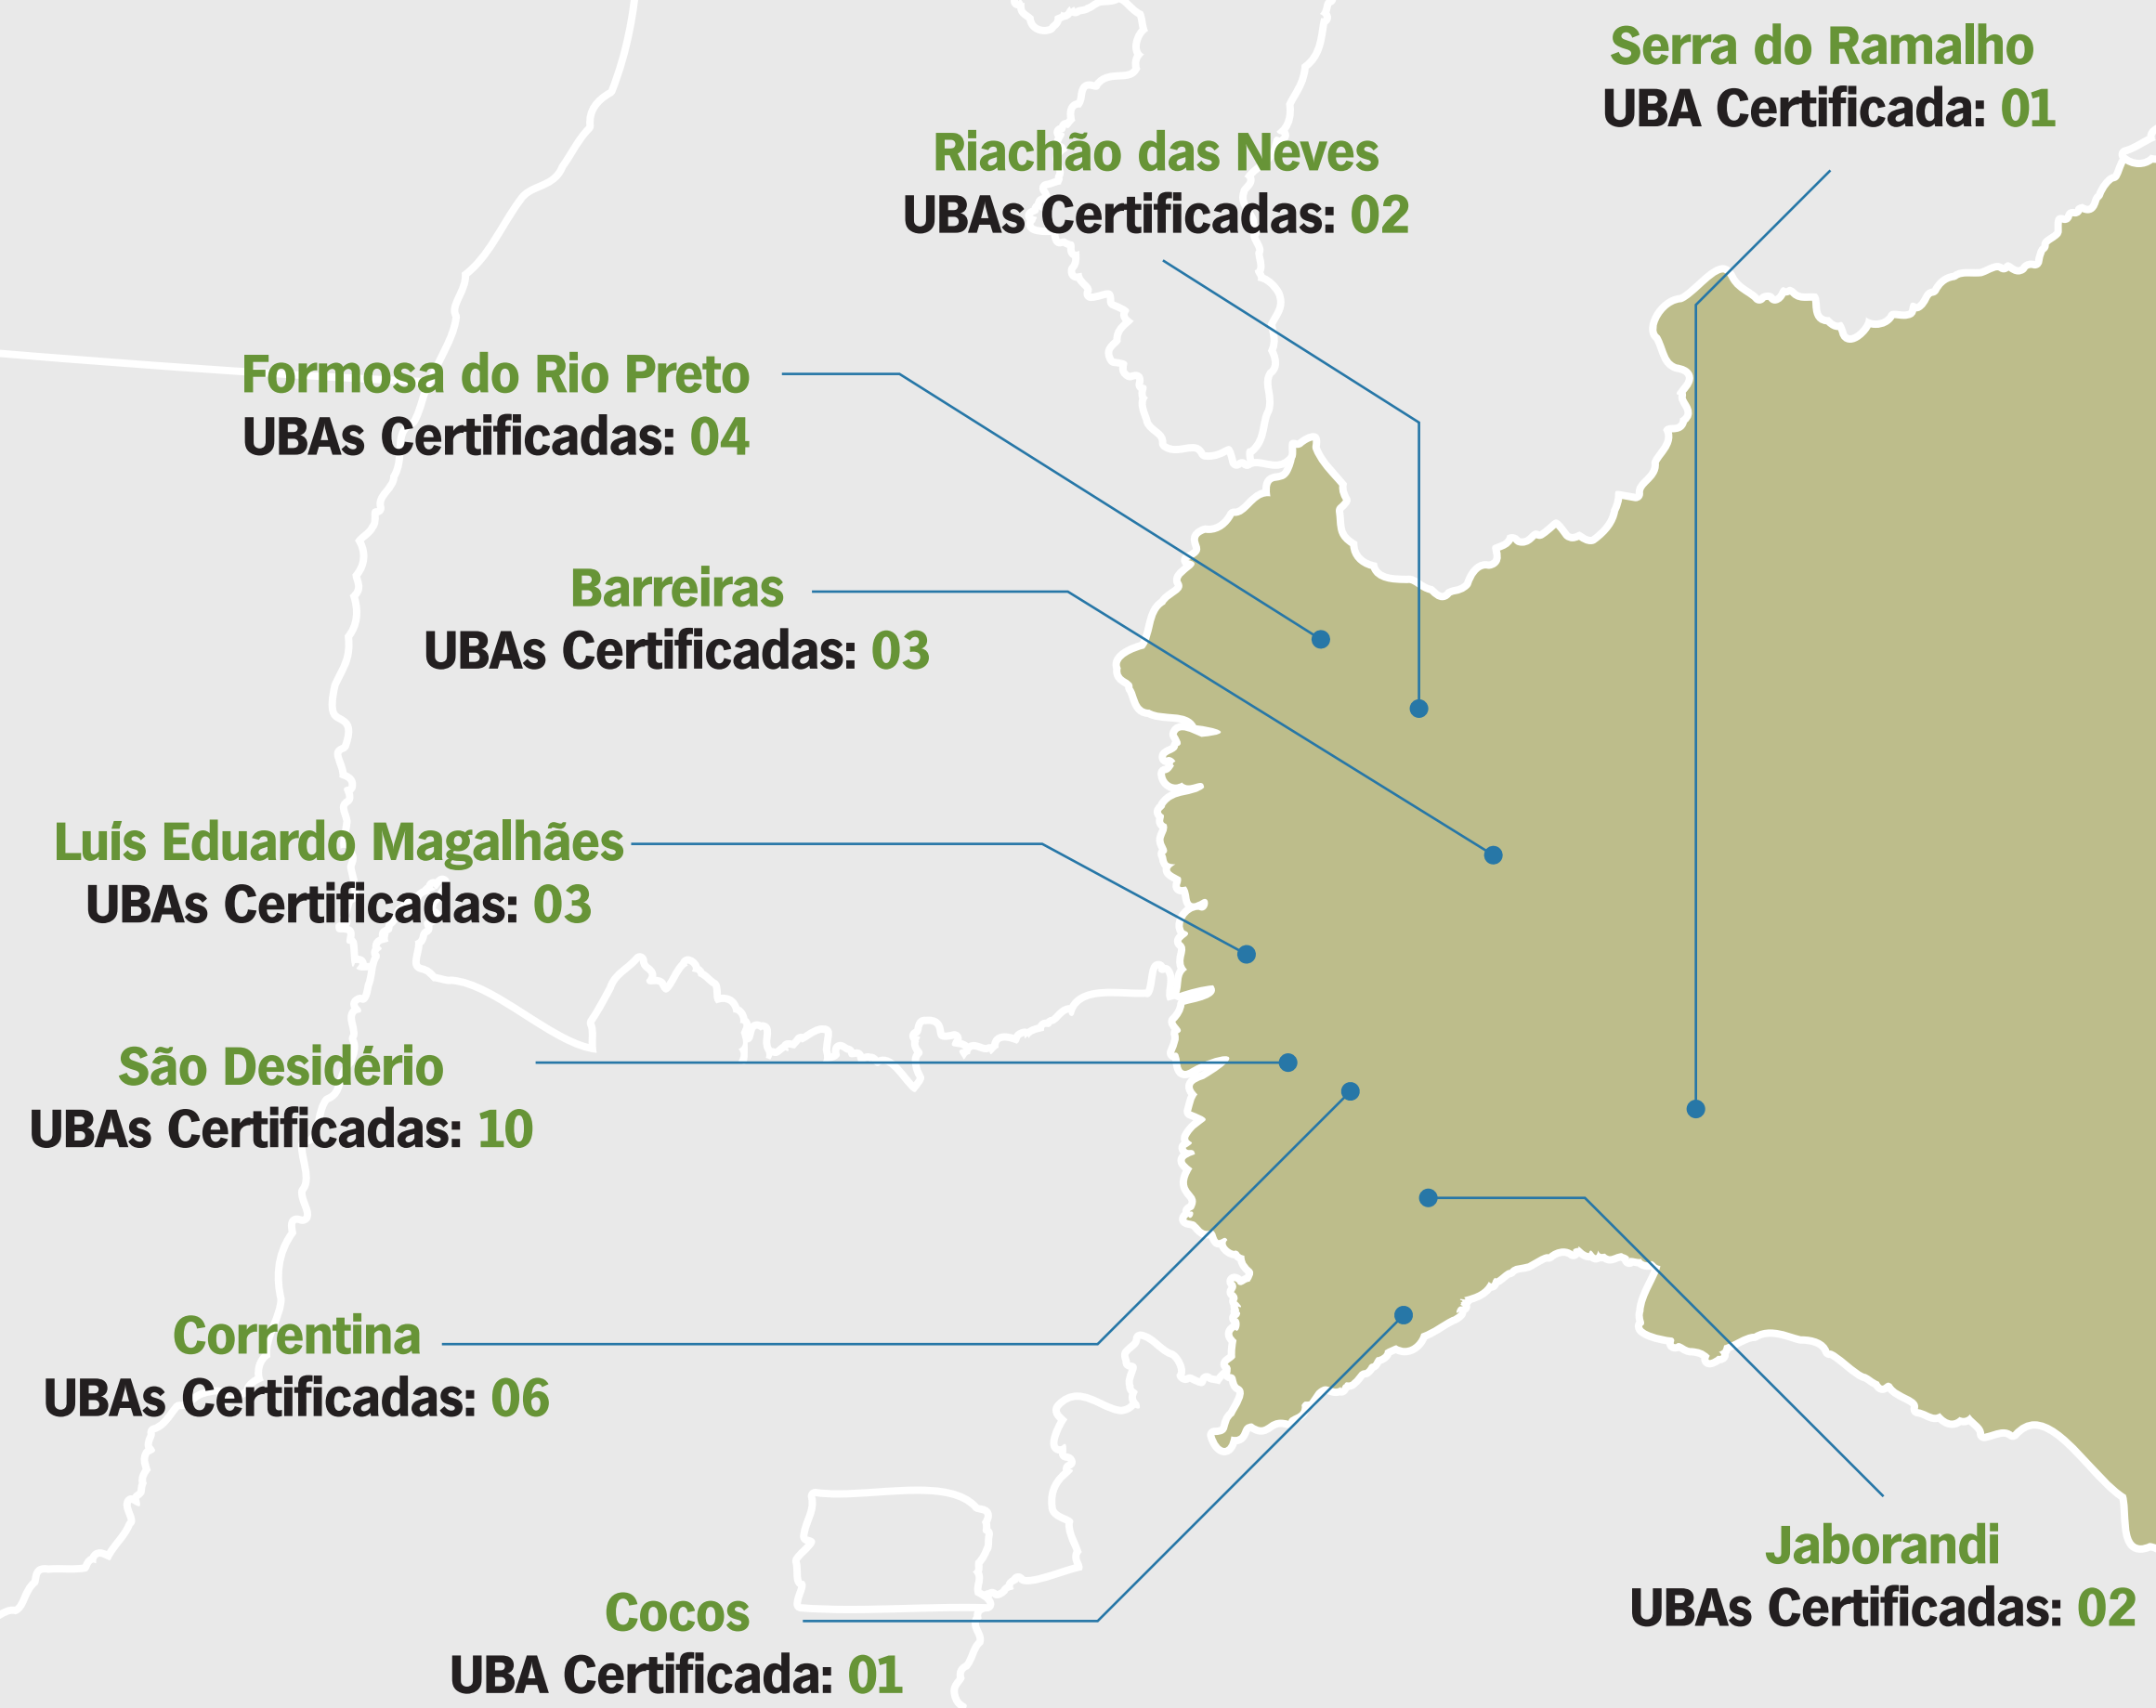 Serra do Ramalho
UBA Certificada: 01
Riachão das Neves
UBAs Certificadas: 02
Formosa do Rio Preto
UBAs Certificadas: 04
Barreiras
UBAs Certificadas: 03
Luís Eduardo Magalhães
UBAs Certificadas: 03
São Desidério
UBAs Certificadas: 10
Correntina
UBAs Certificadas: 06
Jaborandi
UBAs Certificadas: 02
Cocos
UBA Certificada: 01